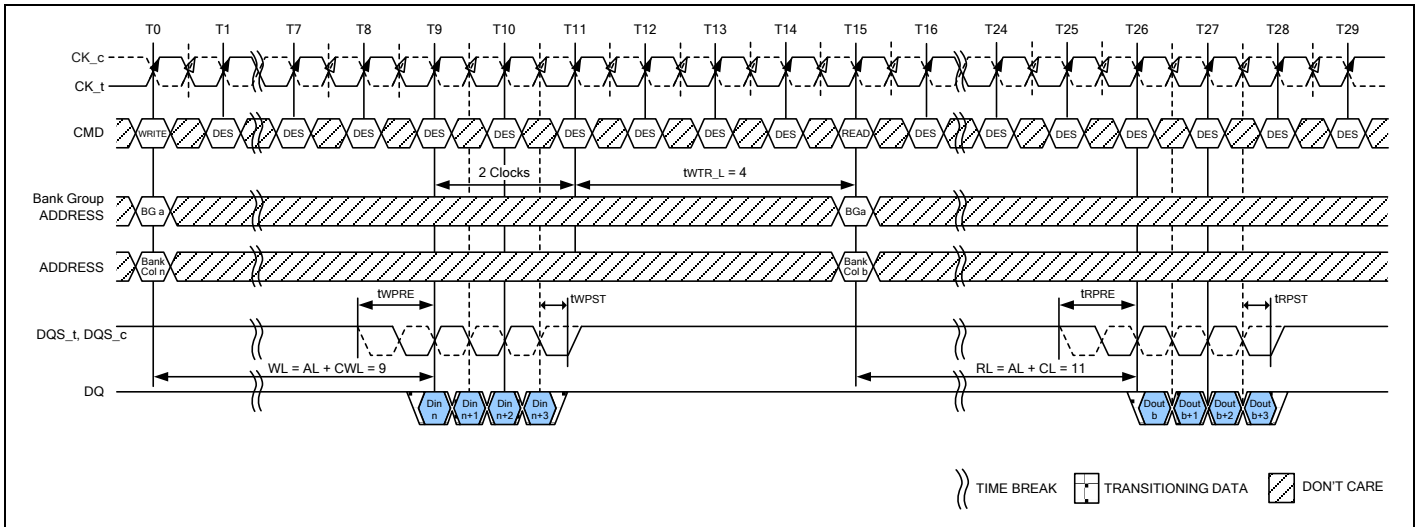 T0 T1 T7 T8 T9 T10 T11 T12 T13 T14 T15 T16 T24 T25 T26 T27 T28 T29
CK_c
CK_t
CMD WRITE DES DES DES DES DES DES DES DES DES READ DES DES DES DES DES DES DES
2 Clocks tWTR_L = 4
Bank Group
ADDRESS BG a BGa
ADDRESS Bank
Col n Bank
Col b
tWPRE tWPST tRPRE tRPST
DQS_t, DQS_c
WL = AL + CWL = 9 RL = AL + CL = 11
DQ Din
n Din
n+1 Din
n+2 Din
n+3 Dout
b Dout
b+1 Dout
b+2 Dout
b+3
TIME BREAK TRANSITIONING DATA DON'T CARE